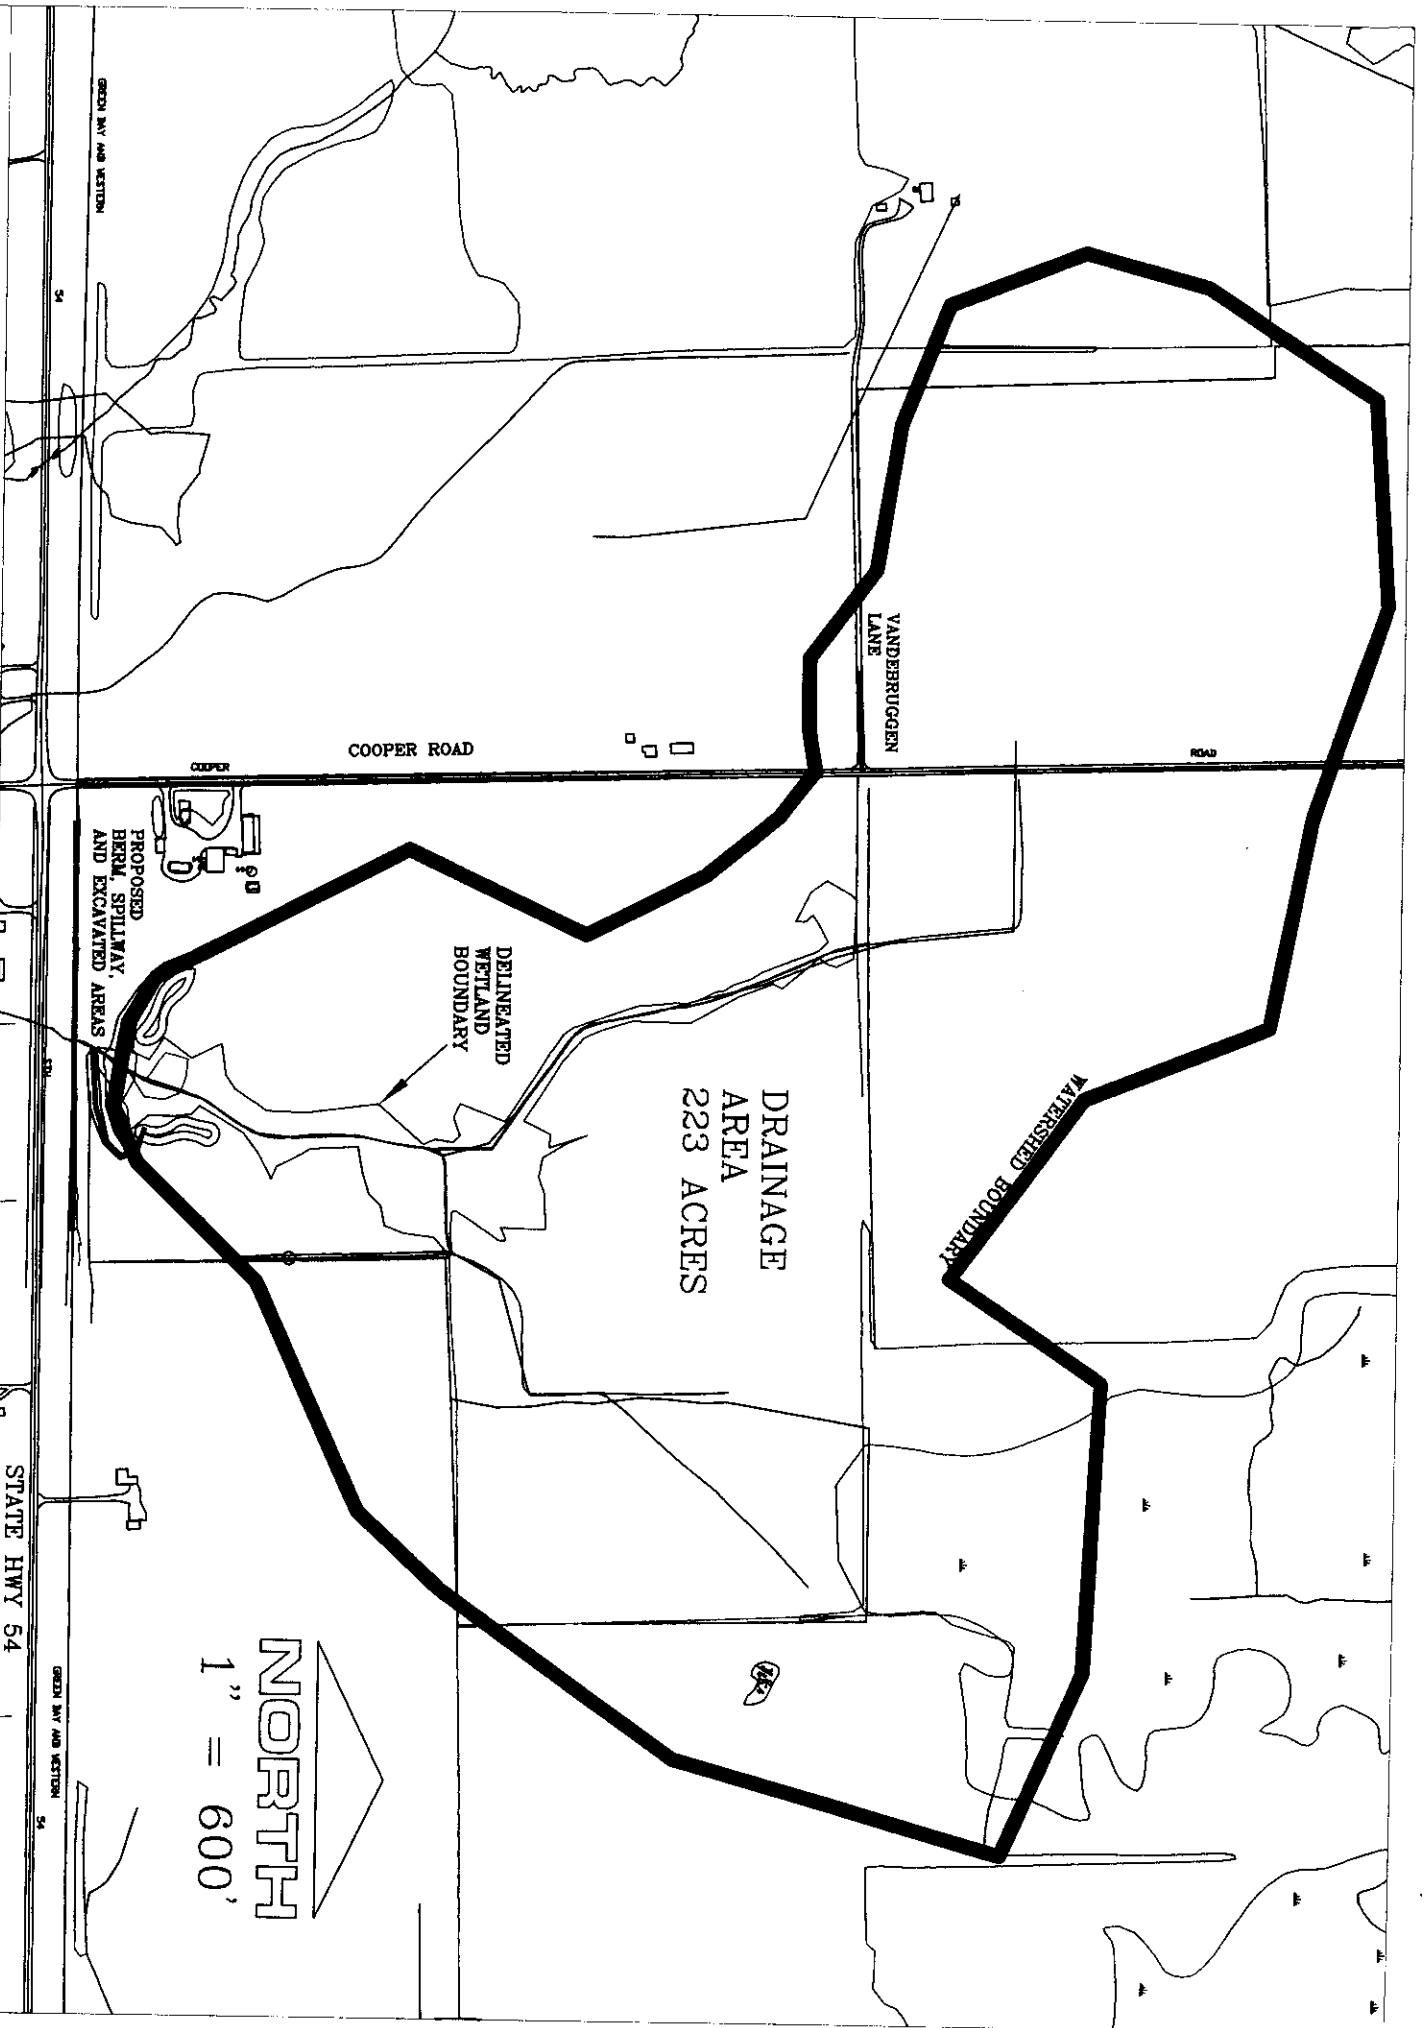 GREEN BAY AND WESTERN
54
VANDEBRUGGEN
LANE
COOPER ROAD
COOPER
ROAD
PROPOSED
BERM, SPILLWAY,
AND EXCAVATED AREAS
DELINEATED
WETLAND
BOUNDARY
DRAINAGE
AREA
223 ACRES
WATERSHED BOUNDARY
STH
STATE HWY 54
GREEN BAY AND WESTERN
54
NORTH
1" = 600'